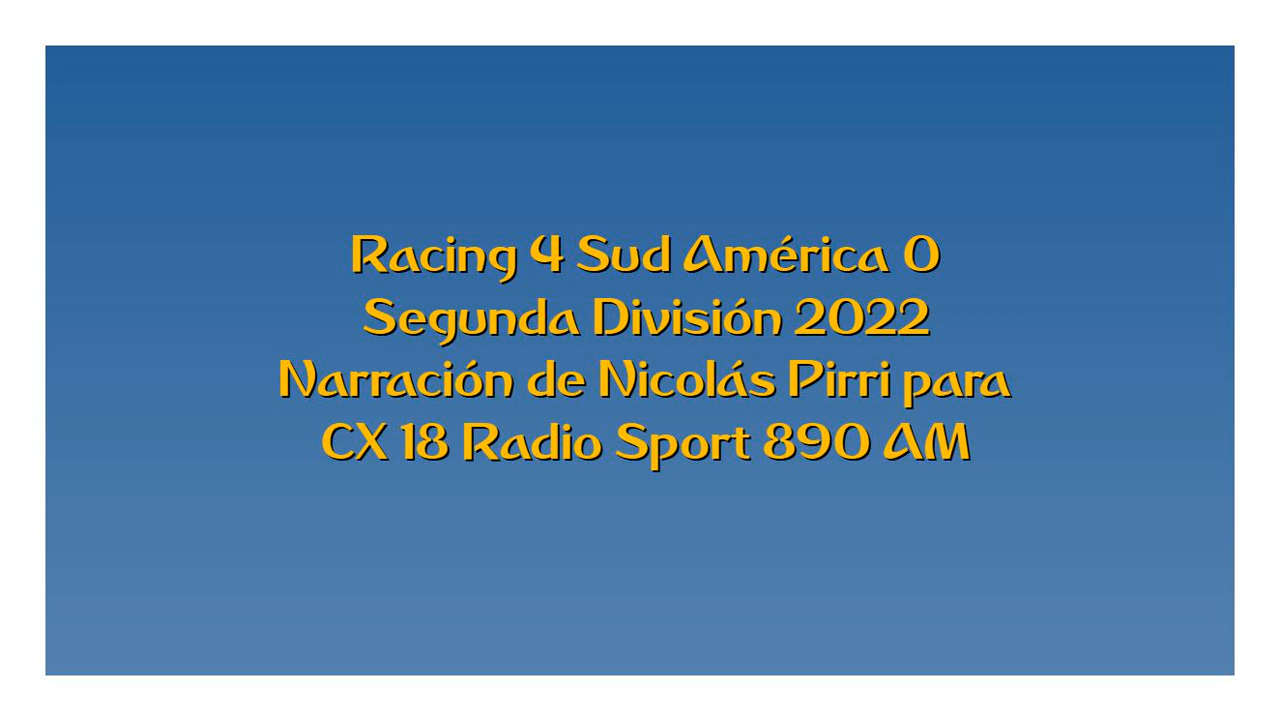 Racing 4 Sud América 0
Segunda División 2022
Narración de Nicolás Pirri para
CX 18 Radio Sport 890 AM